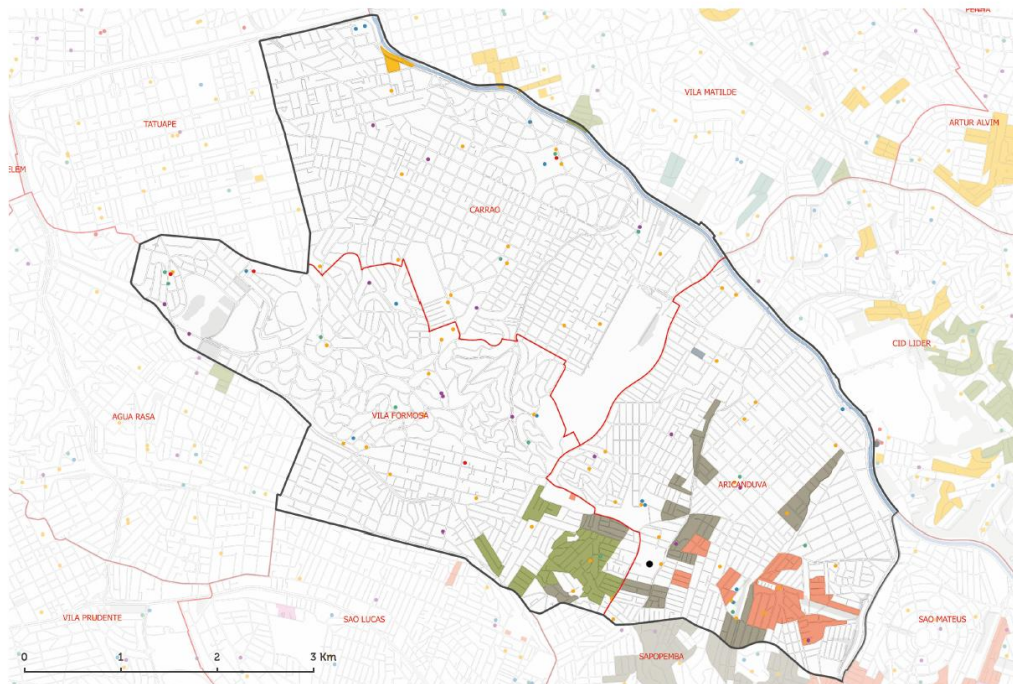 PENHA
VILA MATILDE
TATUAPE
ARTUR ALVIM
ELÉM
CARRAO
CID LIDER
AGUA RASA
VILA FORMOSA
ARICANDUVA
VILA PRUDENTE
SAO LUCAS
SAO MATEUS
SAPOPEMBA
0 1 2 3 Km